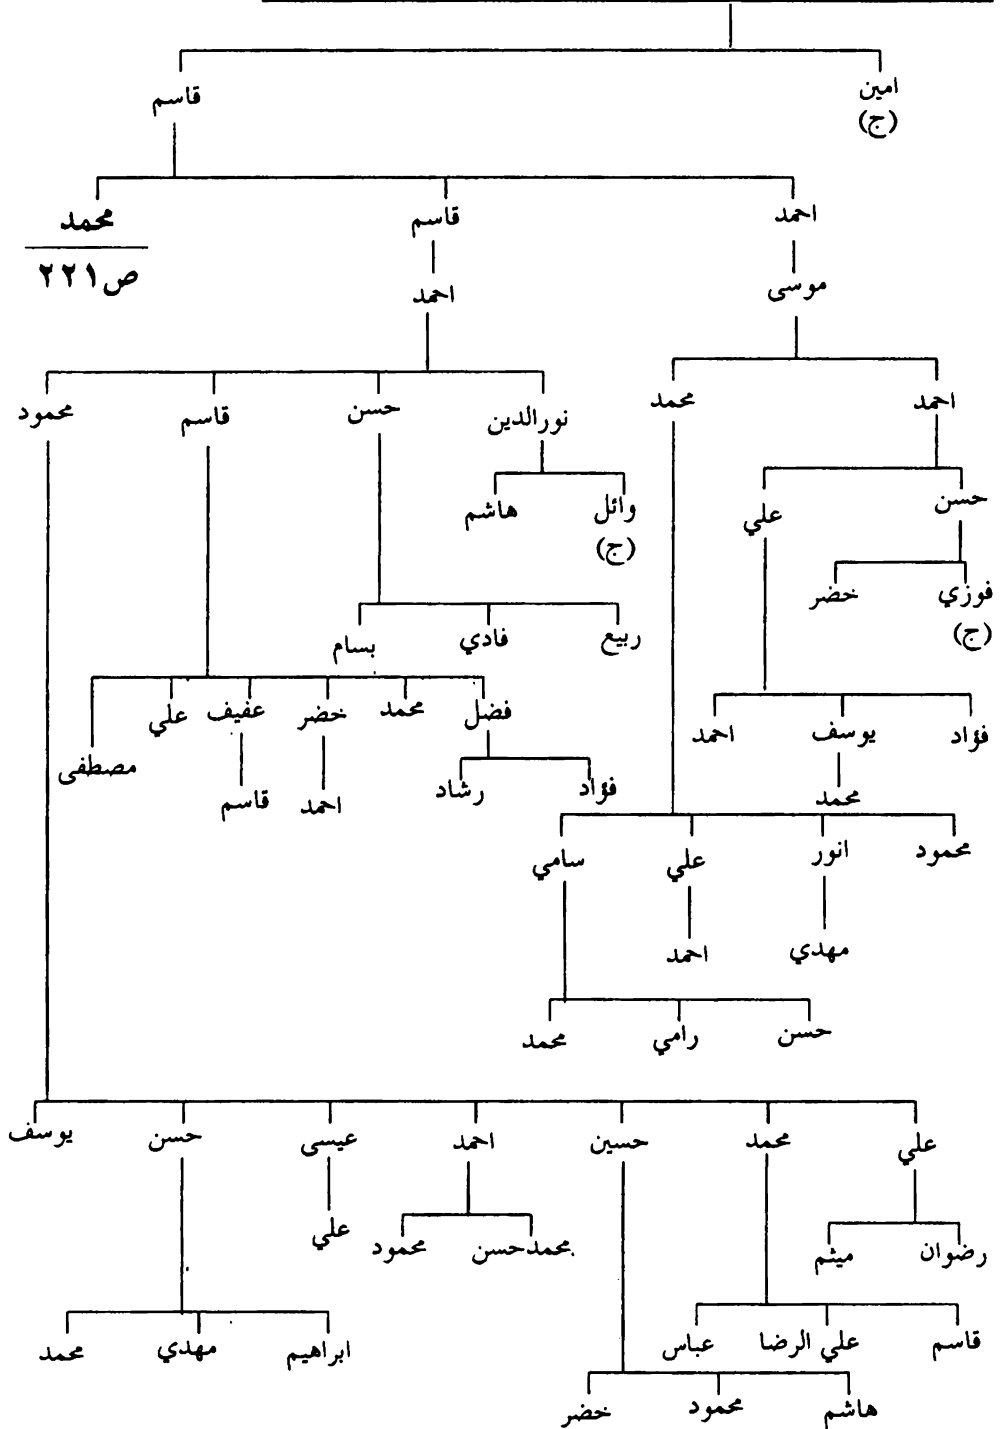 امين قاسم
(ج)
احمد قاسم محمد
ص٢٢١
موسى احمد
احمد محمد نورالدين حسن قاسم محمود
حسن علي وائل هاشم
(ج)
فوزي خضر
(ج)
ربيع فادي بسام
فؤاد يوسف احمد فضل محمد خضر عفيف علي مصطفى
محمد فؤاد رشاد احمد قاسم
محمود انور علي سامي
مهدي احمد
حسن رامي محمد
علي محمد حسين احمد عيسى حسن يوسف
رضوان ميثم محمدحسن محمود علي
قاسم علي الرضا عباس ابراهيم مهدي محمد
هاشم محمود خضر